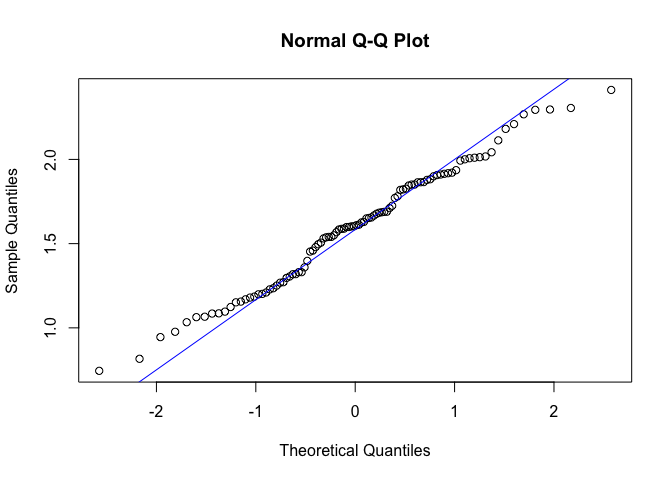 Normal Q-Q Plot
Sample Quantiles
2.0
1.5
1.0
-2 -1 0 1 2
Theoretical Quantiles